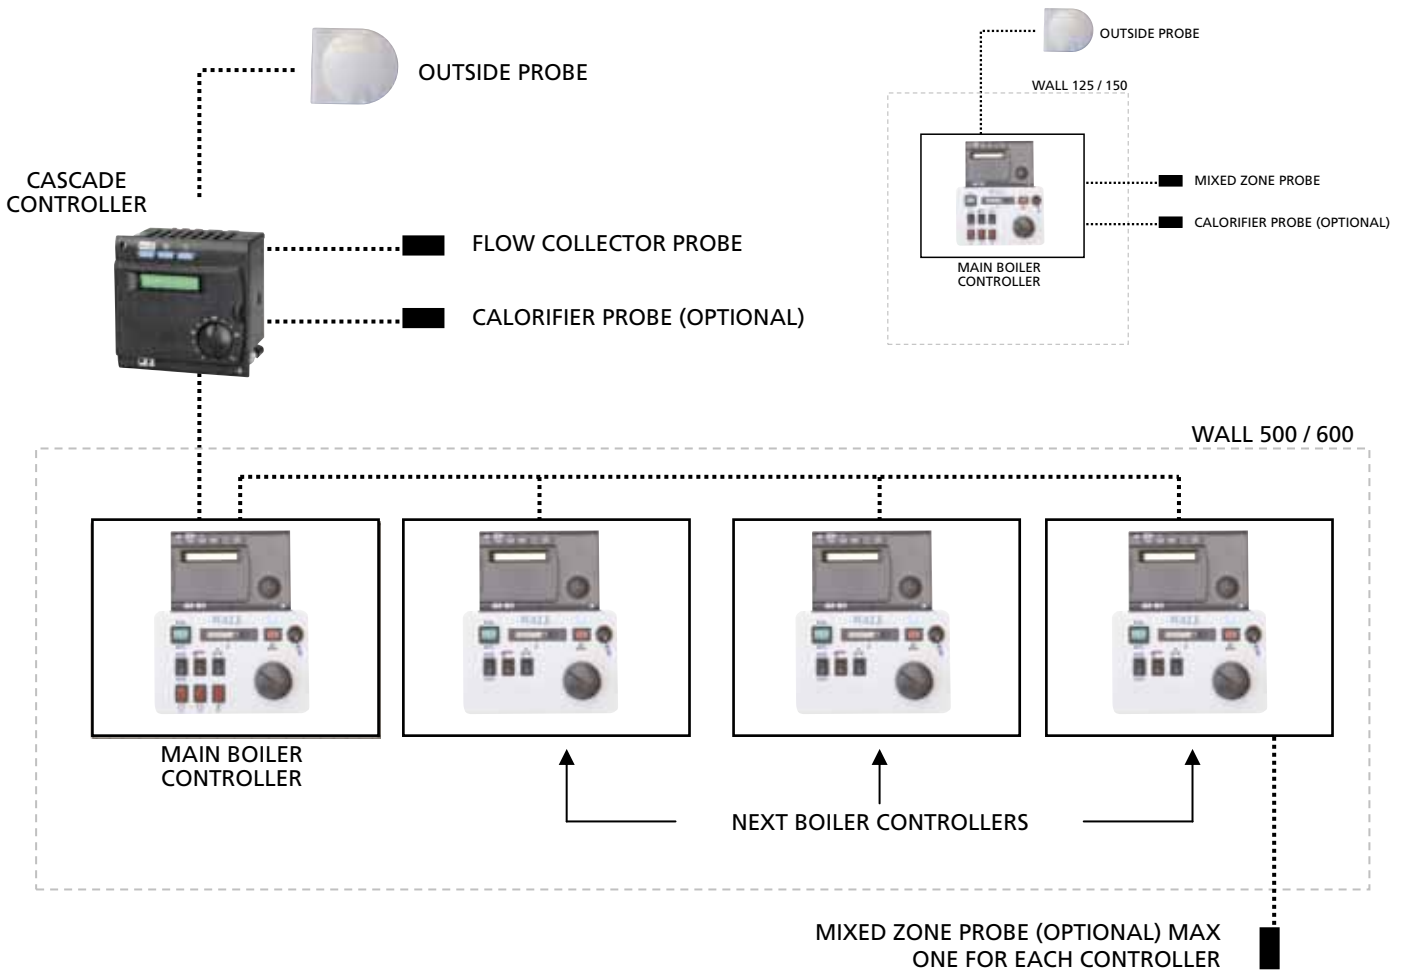 OUTSIDE PROBE
CASCADE
CONTROLLER
FLOW COLLECTOR PROBE
CALORIFIER PROBE (OPTIONAL)
OUTSIDE PROBE
WALL 125 / 150
MIXED ZONE PROBE
CALORIFIER PROBE (OPTIONAL)
MAIN BOILER
CONTROLLER
WALL 500 / 600
MAIN BOILER
CONTROLLER
NEXT BOILER CONTROLLERS
MIXED ZONE PROBE (OPTIONAL) MAX
ONE FOR EACH CONTROLLER